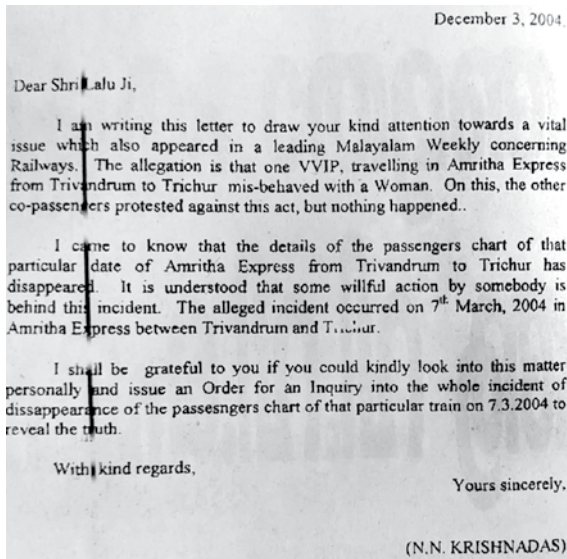 December 3, 2004.
Dear Shri Lalu Ji,
I am writing this letter to draw your kind attention towards a vital
issue which also appeared in a leading Malayalam Weekly concerning
Railways. The allegation is that one VVIP, travelling in Amritha Express
from Trivandrum to Trichur mis-behaved with a Woman. On this, the other
co-passengers protested against this act, but nothing happened..
I came to know that the details of the passengers chart of that
particular date of Amritha Express from Trivandrum to Trichur has
disappeared. It is understood that some willful action by somebody is
behind this incident. The alleged incident occurred on 7th March, 2004 in
Amritha Express between Trivandrum and Trichur.
I shall be grateful to you if you could kindly look into this matter
personally and issue an Order for an Inquiry into the whole incident of
dissappearance of the passesngers chart of that particular train on 7.3.2004 to
reveal the truth.
With kind regards,
Yours sincerely,
(N.N. KRISHNADAS)